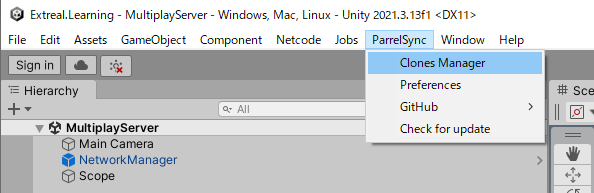 Extreal.Learning - MultiplayServer - Windows, Mac, Linux - Unity 2021.3.13f1 <DX11>
File Edit Assets GameObject Component Netcode Jobs ParrelSync Window Help
Sign in
Clones Manager
Preferences
GitHub
Check for update
Hierarchy
All
Sce
MultiplayServer
Main Camera
NetworkManager
Scope